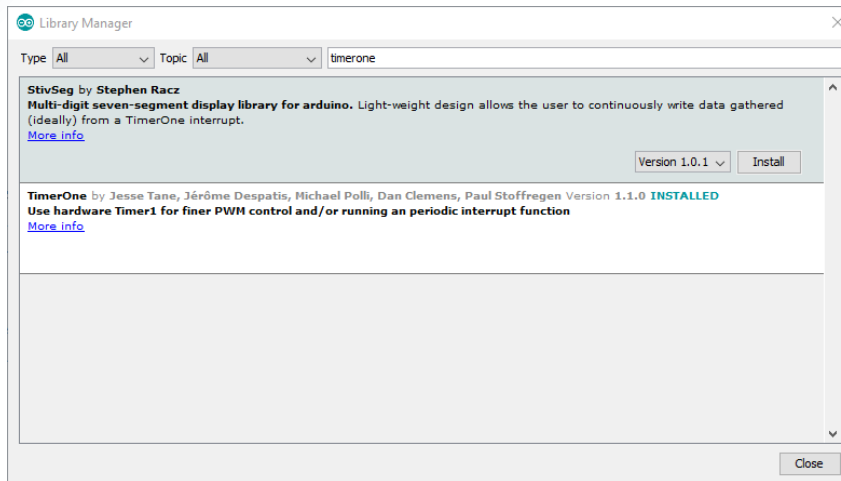 Library Manager
Type All Topic All timerone
StivSeg by Stephen Racz
Multi-digit seven-segment display library for arduino. Light-weight design allows the user to continuously write data gathered
(ideally) from a TimerOne interrupt.
More info
Version 1.0.1 Install
TimerOne by Jesse Tane, Jérôme Despatis, Michael Polli, Dan Clemens, Paul Stoffregen Version 1.1.0 INSTALLED
Use hardware Timer1 for finer PWM control and/or running an periodic interrupt function
More info
Close